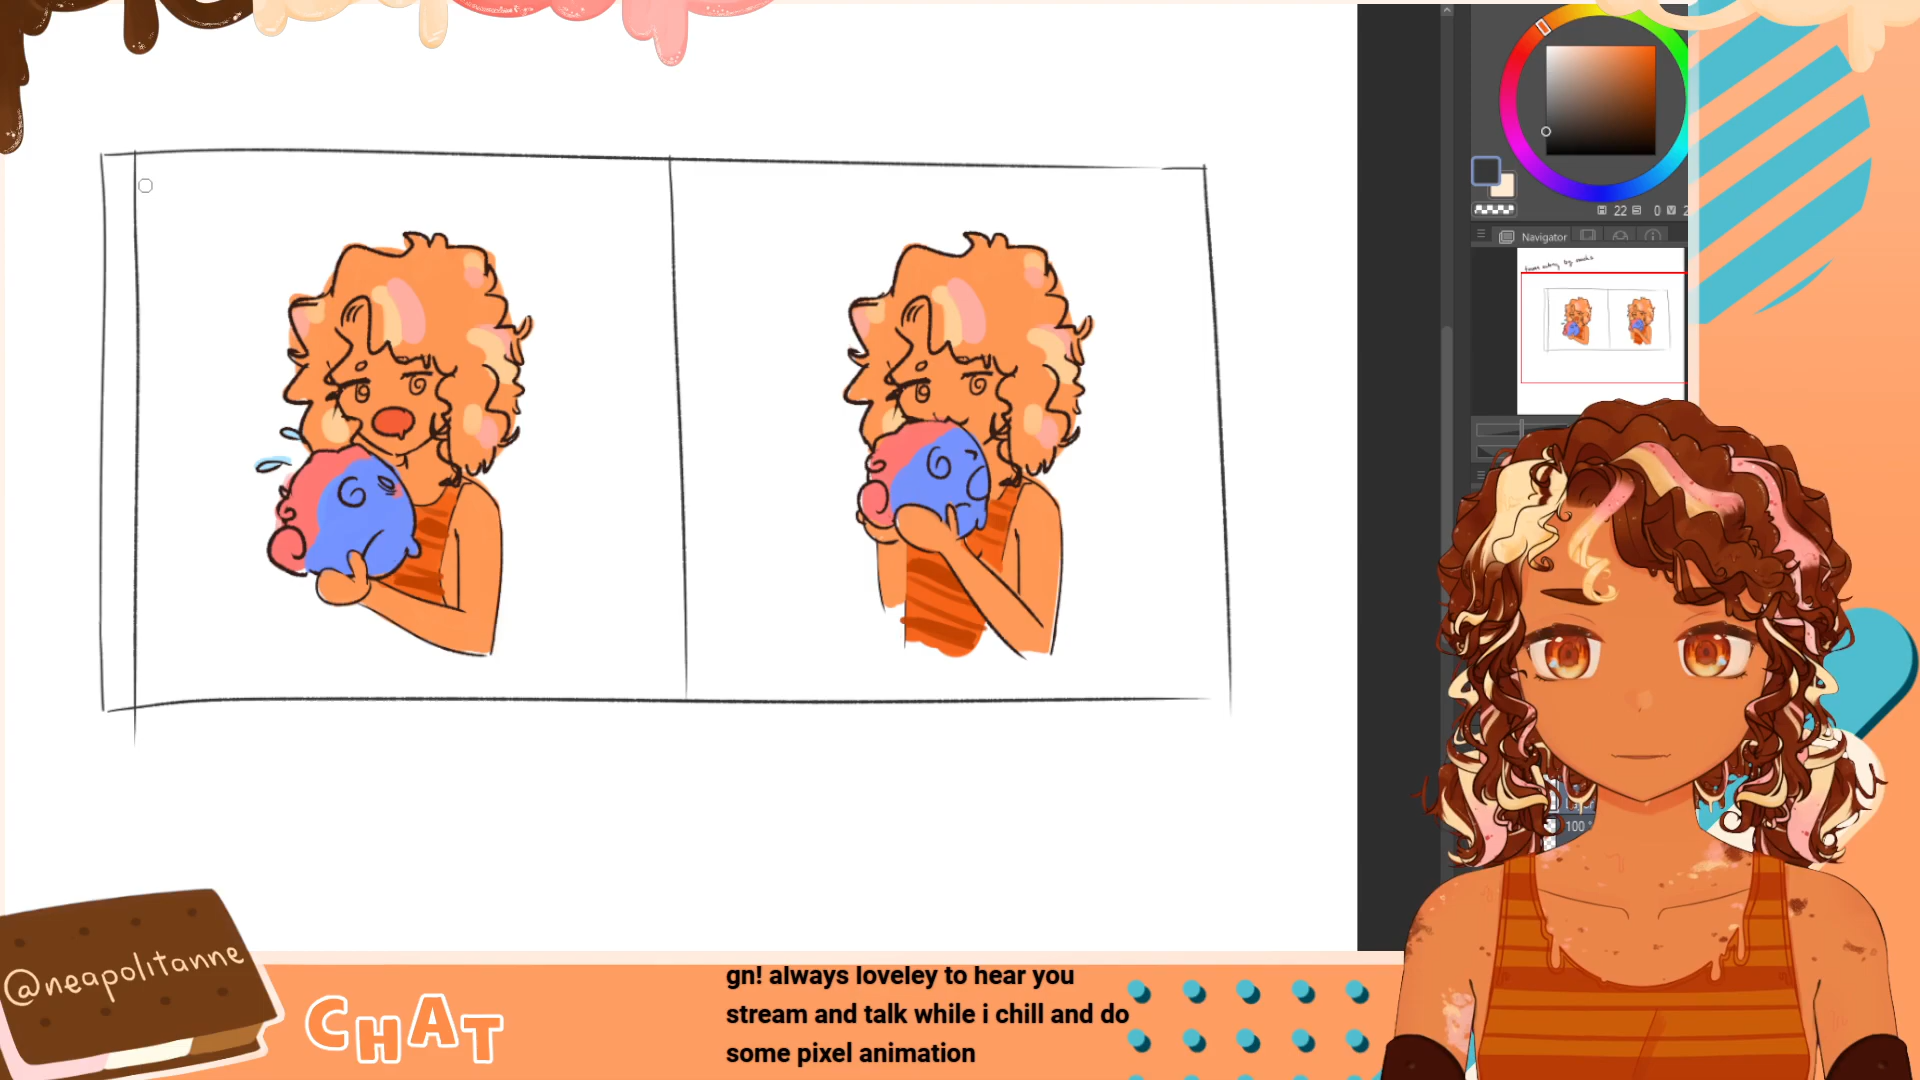 22 0 2
Navigator
100
@neapolitanne
CHAT
gn! always loveley to hear you
stream and talk while i chill and do
some pixel animation